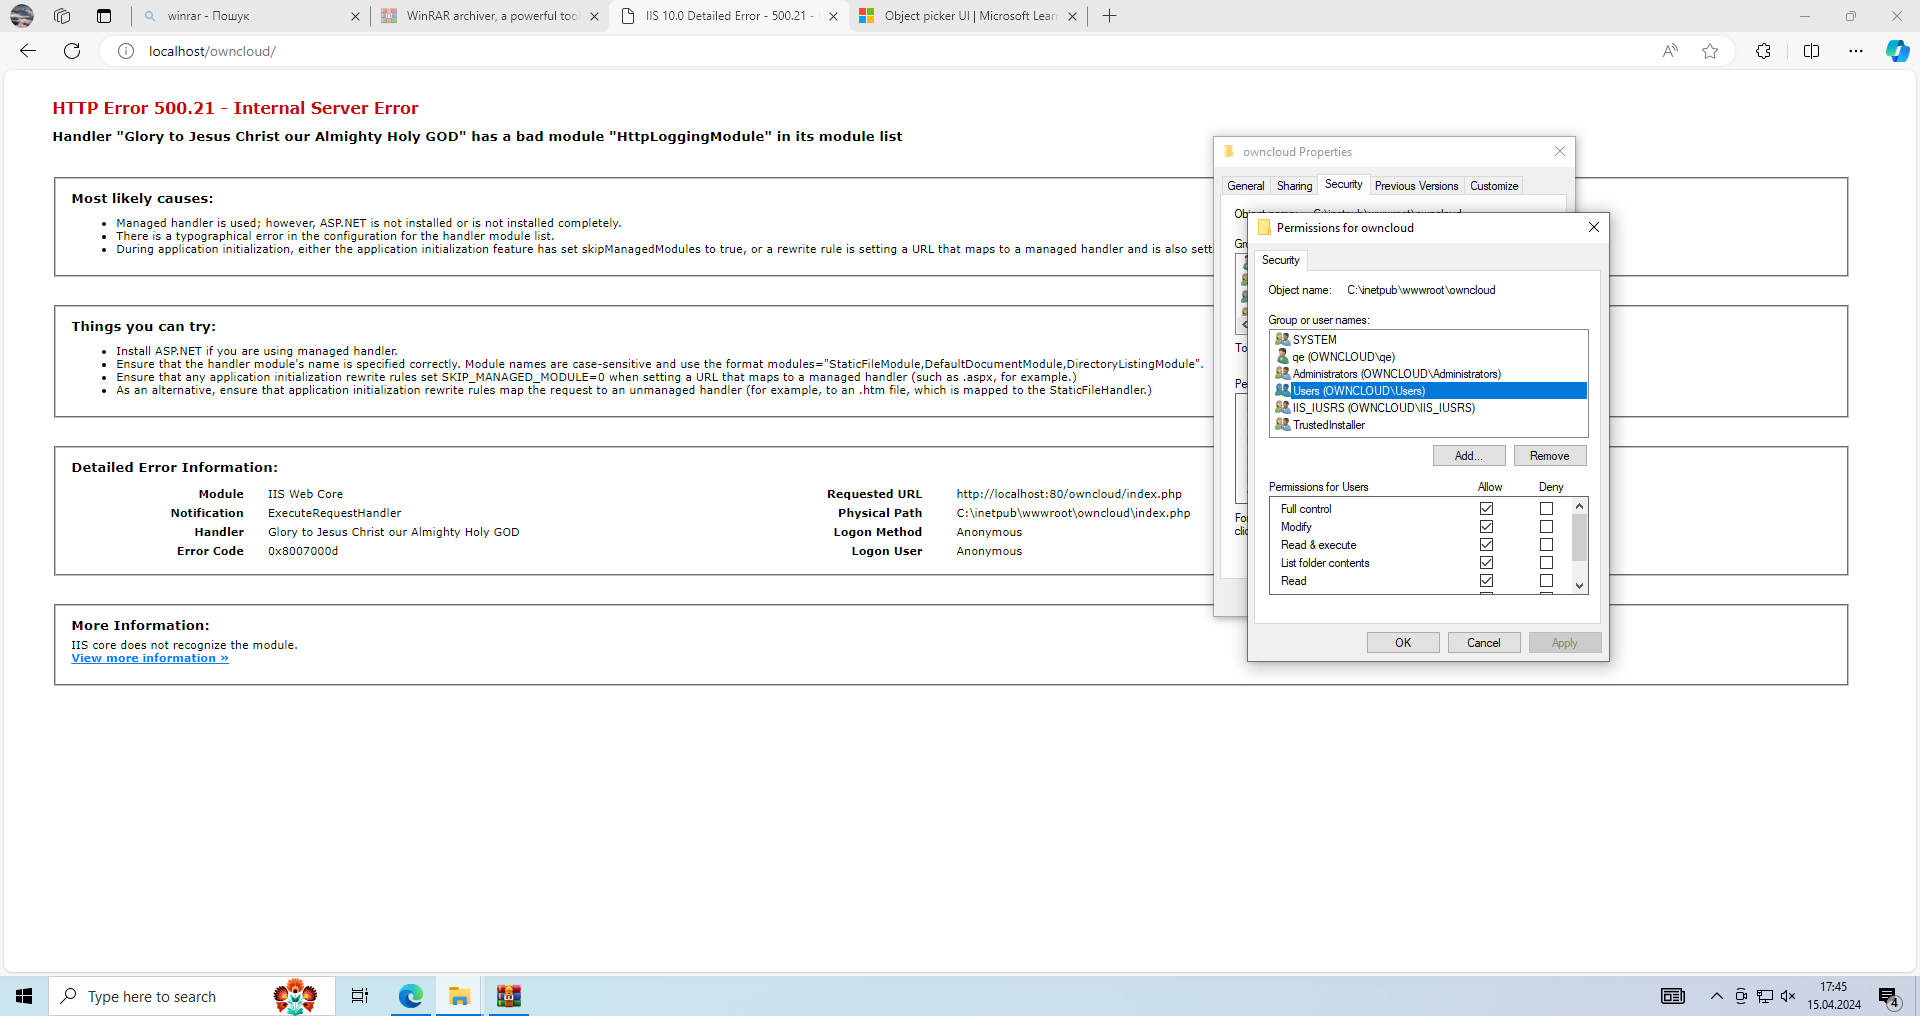 winrar - Пошук
WinRAR archiver, a powerful too
IIS 10.0 Detailed Error - 500.21 -
Object picker UI | Microsoft Lear
localhost/owncloud/
HTTP Error 500.21 - Internal Server Error
Handler "Glory to Jesus Christ our Almighty Holy GOD" has a bad module "HttpLoggingModule" in its module list
Most likely causes:
Managed handler is used; however, ASP.NET is not installed or is not installed completely.
There is a typographical error in the configuration for the handler module list.
During application initialization, either the application initialization feature has set skipManagedModules to true, or a rewrite rule is setting a URL that maps to a managed handler and is also setti
Things you can try:
Install ASP.NET if you are using managed handler.
Ensure that the handler module's name is specified correctly. Module names are case-sensitive and use the format modules="StaticFileModule,DefaultDocumentModule,DirectoryListingModule".
Ensure that any application initialization rewrite rules set SKIP_MANAGED_MODULE=0 when setting a URL that maps to a managed handler (such as .aspx, for example.)
As an alternative, ensure that application initialization rewrite rules map the request to an unmanaged handler (for example, to an .htm file, which is mapped to the StaticFileHandler.)
Detailed Error Information:
Module IIS Web Core
Notification ExecuteRequestHandler
Handler Glory to Jesus Christ our Almighty Holy GOD
Error Code 0x8007000d
Requested URL http://localhost:80/owncloud/index.php
Physical Path C:\inetpub\wwwroot\owncloud\index.php
Logon Method Anonymous
Logon User Anonymous
More Information:
IIS core does not recognize the module.
View more information »
owncloud Properties
General Sharing Security Previous Versions Customize
Permissions for owncloud
Security
Object name: C:\inetpub\wwwroot\owncloud
Group or user names:
SYSTEM
qe (OWNCLOUD\qe)
Administrators (OWNCLOUD\Administrators)
Users (OWNCLOUD\Users)
IIS_IUSRS (OWNCLOUD\IIS_IUSRS)
TrustedInstaller
Add... Remove
Permissions for Users Allow Deny
Full control
Modify
Read & execute
List folder contents
Read
OK Cancel Apply
Type here to search
17:45
15.04.2024
4